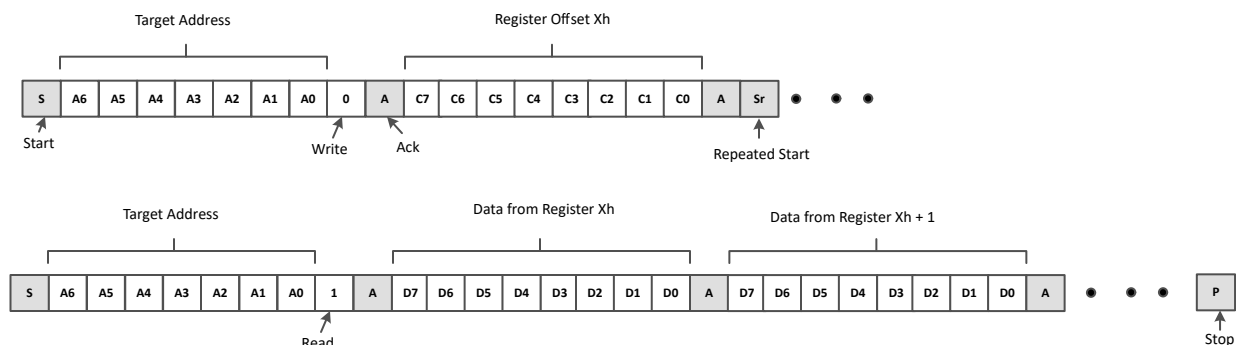 Target Address Register Offset Xh
S A6 A5 A4 A3 A2 A1 A0 0 A C7 C6 C5 C4 C3 C2 C1 C0 A Sr
Start Write Ack Repeated Start
Target Address Data from Register Xh Data from Register Xh + 1
S A6 A5 A4 A3 A2 A1 A0 1 A D7 D6 D5 D4 D3 D2 D1 D0 A D7 D6 D5 D4 D3 D2 D1 D0 A P
Read Stop